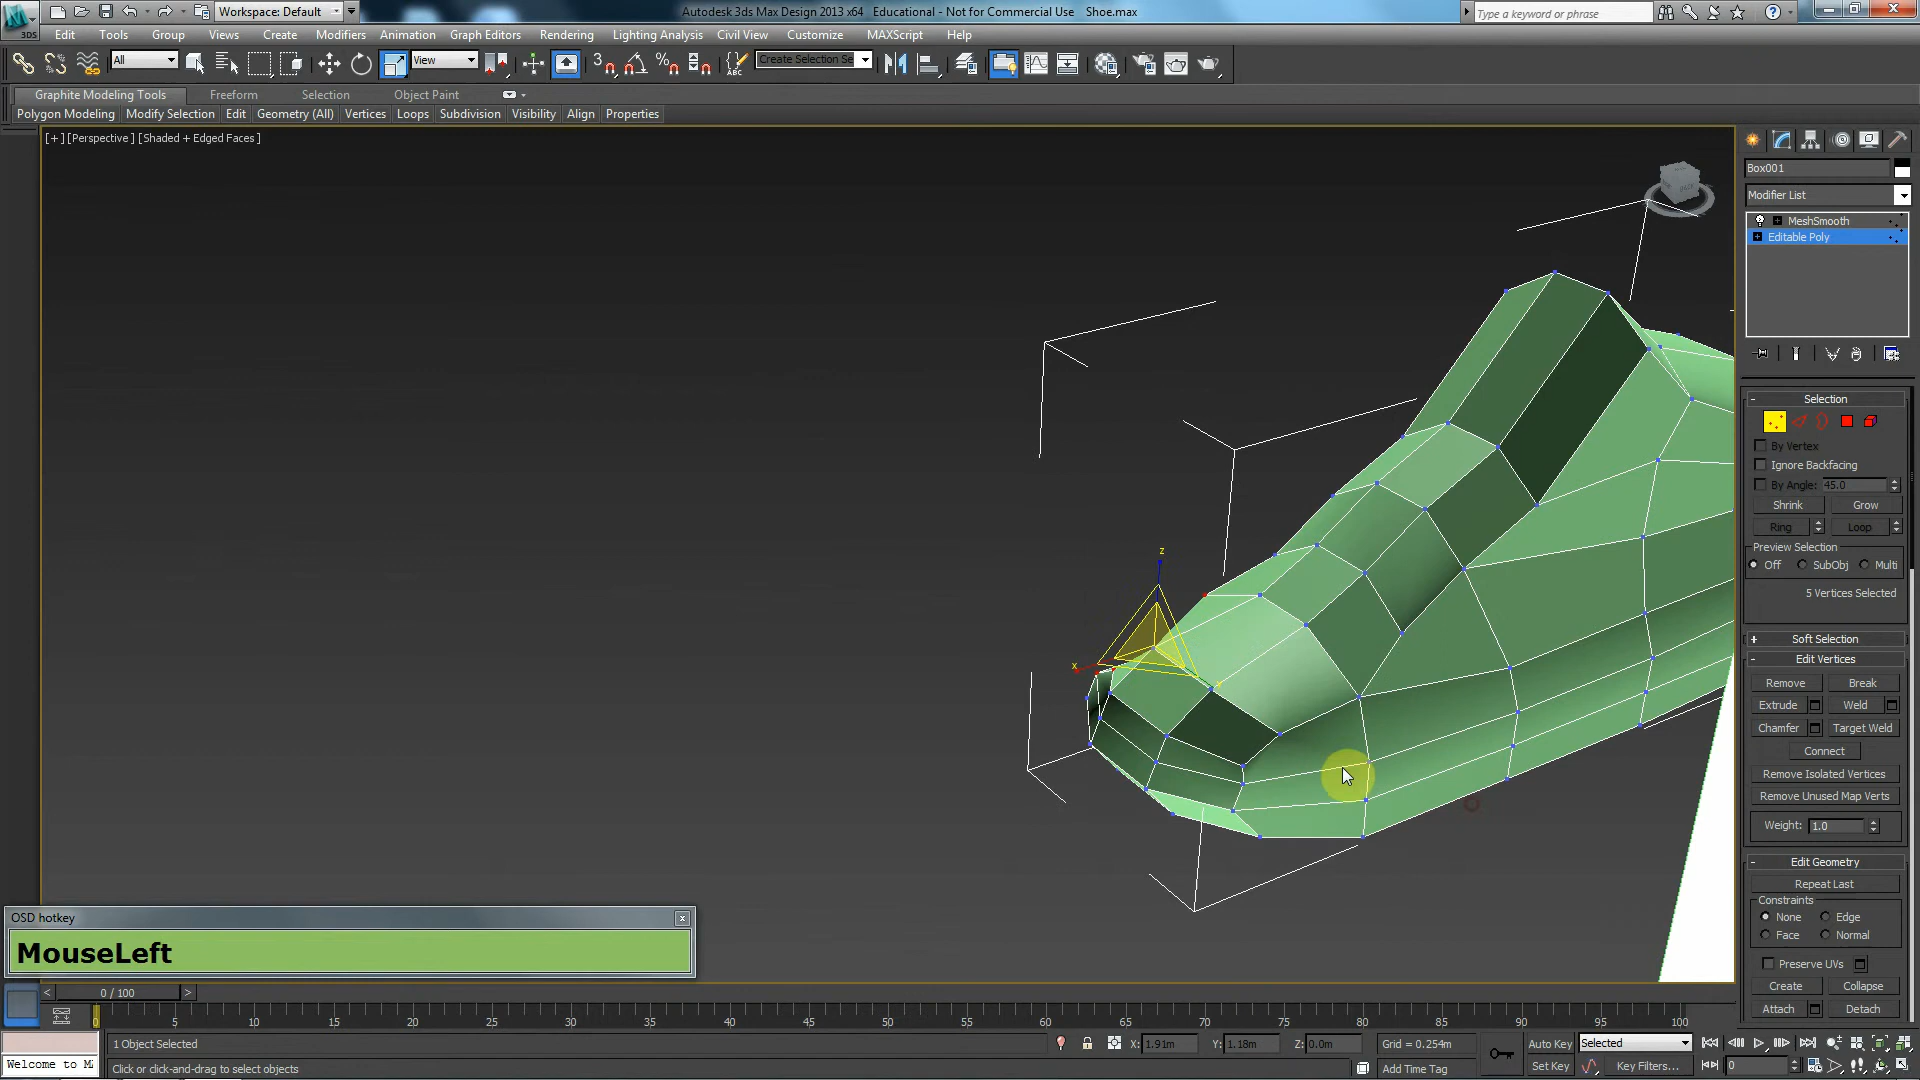 Workspace: Default
Autodesk 3ds Max Design 2013 x64 Educational - Not for Commercial Use Shoe.max
Type a keyword or phrase
3DS
Edit Tools Group Views Create Modifiers Animation Graph Editors Rendering Lighting Analysis Civil View Customize MAXScript Help
All View Create Selection Se
Graphite Modeling Tools Freeform Selection Object Paint
Polygon Modeling Modify Selection Edit Geometry (All) Vertices Loops Subdivision Visibility Align Properties
[ + ] [Perspective ] [Shaded + Edged Faces ]
Box001
Modifier List
MeshSmooth
Editable Poly
Selection
By Vertex
Ignore Backfacing
By Angle: 45.0
Shrink Grow
Ring Loop
Preview Selection
Off SubObj Multi
5 Vertices Selected
Soft Selection
Edit Vertices
Remove Break
Extrude Weld
Chamfer Target Weld
Connect
Remove Isolated Vertices
Remove Unused Map Verts
Weight: 1.0
Edit Geometry
Repeat Last
Constraints
None Edge
Face Normal
Preserve UVs
Create Collapse
Attach Detach
z
x
OSD hotkey
MouseLeft
0 / 100
0 5 10 15 20 25 30 35 40 45 50 55 60 65 70 75 80 85 90 95 100
1 Object Selected
X: 1.91m Y: 1.18m Z: 0.0m Grid = 0.254m
Auto Key Selected
Welcome to M
Click or click-and-drag to select objects
Add Time Tag
Set Key Key Filters... 0